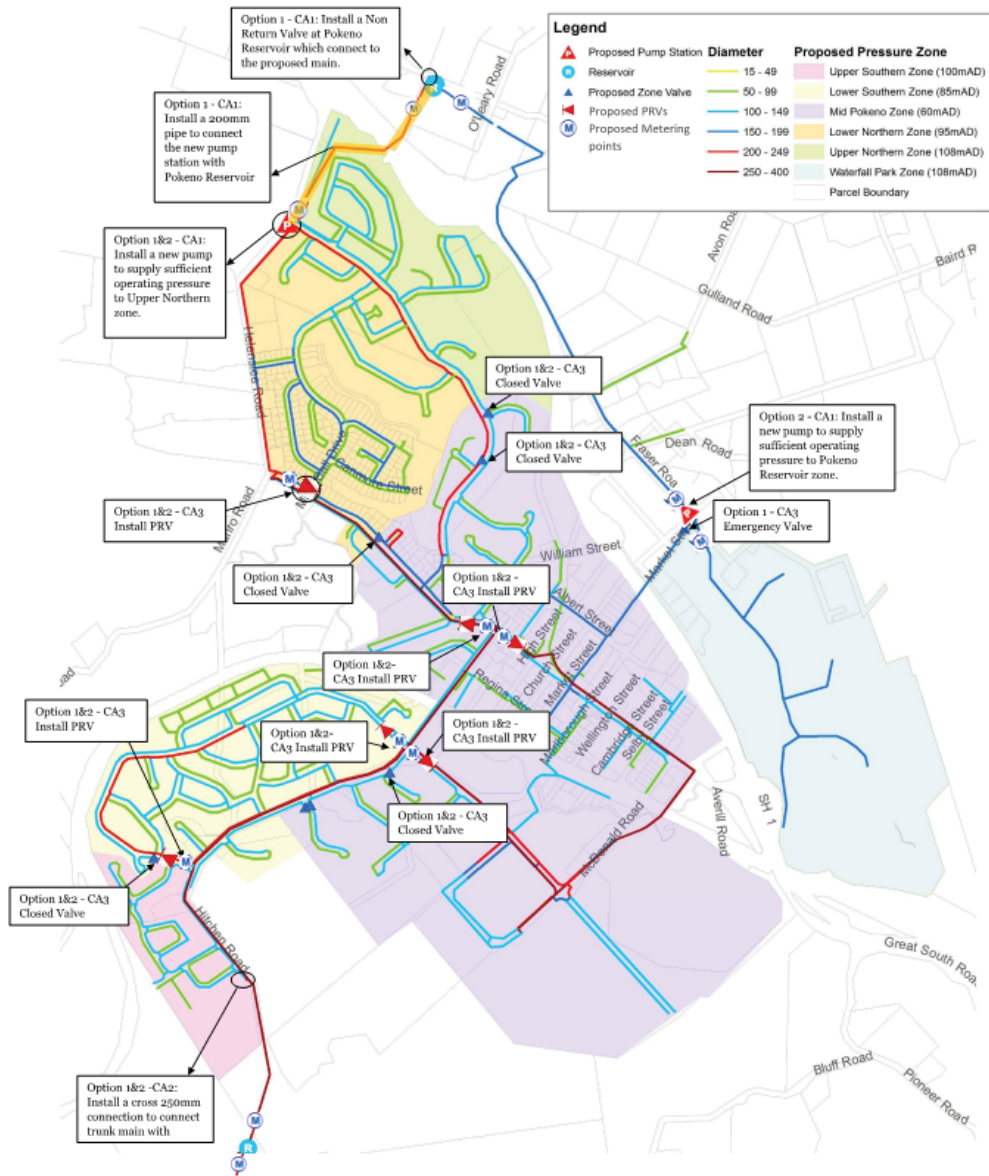 Option 1 - CA1: Install a Non
Return Valve at Pokeno
Reservoir which connect to
the proposed main.
Option 1 - CA1:
Install a 200mm
pipe to connect
the new pump
station with
Pokeno Reservoir
Option 1&2 - CA1:
Install a new pump
to supply sufficient
operating pressure
to Upper Northern
zone.
Legend
P Proposed Pump Station
R Reservoir
Proposed Zone Valve
Proposed PRVs
M Proposed Metering
points
Diameter
15 - 49
50 - 99
100 - 149
150 - 199
200 - 249
250 - 400
Proposed Pressure Zone
Upper Southern Zone (100mAD)
Lower Southern Zone (85mAD)
Mid Pokeno Zone (60mAD)
Lower Northern Zone (95mAD)
Upper Northern Zone (108mAD)
Waterfall Park Zone (108mAD)
Parcel Boundary
O'Leary Road
Avon Road
Baird R
Gulland Road
Helenslee Road
Option 1&2 - CA3
Closed Valve
Option 1&2 - CA3
Closed Valve
Dean Road
Fraser Roa
Option 2 - CA1: Install a
new pump to supply
sufficient operating
pressure to Pokeno
Reservoir zone.
Option 1 - CA3
Emergency Valve
Street
Munro Road
Option 1&2 - CA3
Install PRV
Option 1&2 - CA3
Closed Valve
William Street
Market St
Option 1&2 -
CA3 Install PRV
Albert Street
High Street
Church Street
Market Street
Regina Str
Marlborough Street
Wellington Street
Cambridge Street
Selby Street
Option 1&2-
CA3 Install PRV
Option 1&2 - CA3
Install PRV
Option 1&2-
CA3 Install PRV
Option 1&2 -
CA3 Install PRV
Option 1&2 - CA3
Closed Valve
McDonald Road
Averill Road
SH 1
Option 1&2 - CA3
Closed Valve
Hitchen Road
Great South Roa
Bluff Road
Pioneer Road
Option 1&2 -CA2:
Install a cross 250mm
connection to connect
trunk main with
P
R
M